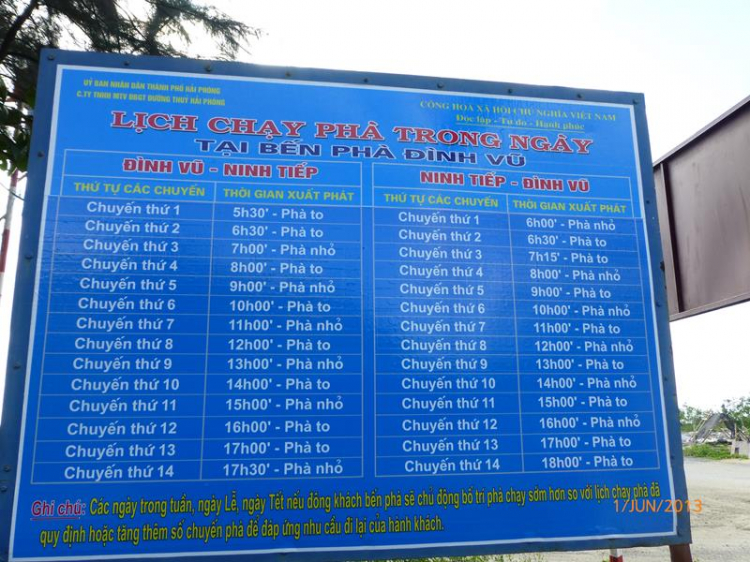 ỦY BAN NHÂN DÂN THÀNH PHỐ HẢI PHÒNG
C.TY TNHH MTV ĐBGT ĐƯỜNG THUỶ HẢI PHÒNG
CỘNG HOÀ XÃ HỘI CHỦ NGHĨA VIỆT NAM
Độc lập - Tự do - Hạnh phúc
LỊCH CHẠY PHÀ TRONG NGÀY
TẠI BẾN PHÀ ĐÌNH VŨ
ĐÌNH VŨ - NINH TIẾP
THỨ TỰ CÁC CHUYẾN THỜI GIAN XUẤT PHÁT
Chuyến thứ 1 5h30' - Phà to
Chuyến thứ 2 6h30' - Phà to
Chuyến thứ 3 7h00' - Phà nhỏ
Chuyến thứ 4 8h00' - Phà to
Chuyến thứ 5 9h00' - Phà nhỏ
Chuyến thứ 6 10h00' - Phà to
Chuyến thứ 7 11h00' - Phà nhỏ
Chuyến thứ 8 12h00' - Phà to
Chuyến thứ 9 13h00' - Phà nhỏ
Chuyến thứ 10 14h00' - Phà to
Chuyến thứ 11 15h00' - Phà nhỏ
Chuyến thứ 12 16h00' - Phà to
Chuyến thứ 13 17h00' - Phà to
Chuyến thứ 14 17h30' - Phà nhỏ
NINH TIẾP - ĐÌNH VŨ
THỨ TỰ CÁC CHUYẾN THỜI GIAN XUẤT PHÁT
Chuyến thứ 1 6h00' - Phà nhỏ
Chuyến thứ 2 6h30' - Phà to
Chuyến thứ 3 7h15' - Phà to
Chuyến thứ 4 8h00' - Phà nhỏ
Chuyến thứ 5 9h00' - Phà to
Chuyến thứ 6 10h00' - Phà nhỏ
Chuyến thứ 7 11h00' - Phà to
Chuyến thứ 8 12h00' - Phà nhỏ
Chuyến thứ 9 13h00' - Phà to
Chuyến thứ 10 14h00' - Phà nhỏ
Chuyến thứ 11 15h00' - Phà to
Chuyến thứ 12 16h00' - Phà nhỏ
Chuyến thứ 13 17h00' - Phà to
Chuyến thứ 14 18h00' - Phà to
Ghi chú: Các ngày trong tuần, ngày Lễ, ngày Tết nếu đông khách bến phà sẽ chủ động bố trí phà chạy sớm hơn so với lịch chạy phà đã
quy định hoặc tăng thêm số chuyến phà để đáp ứng nhu cầu đi lại của hành khách.
1/JUN/2013